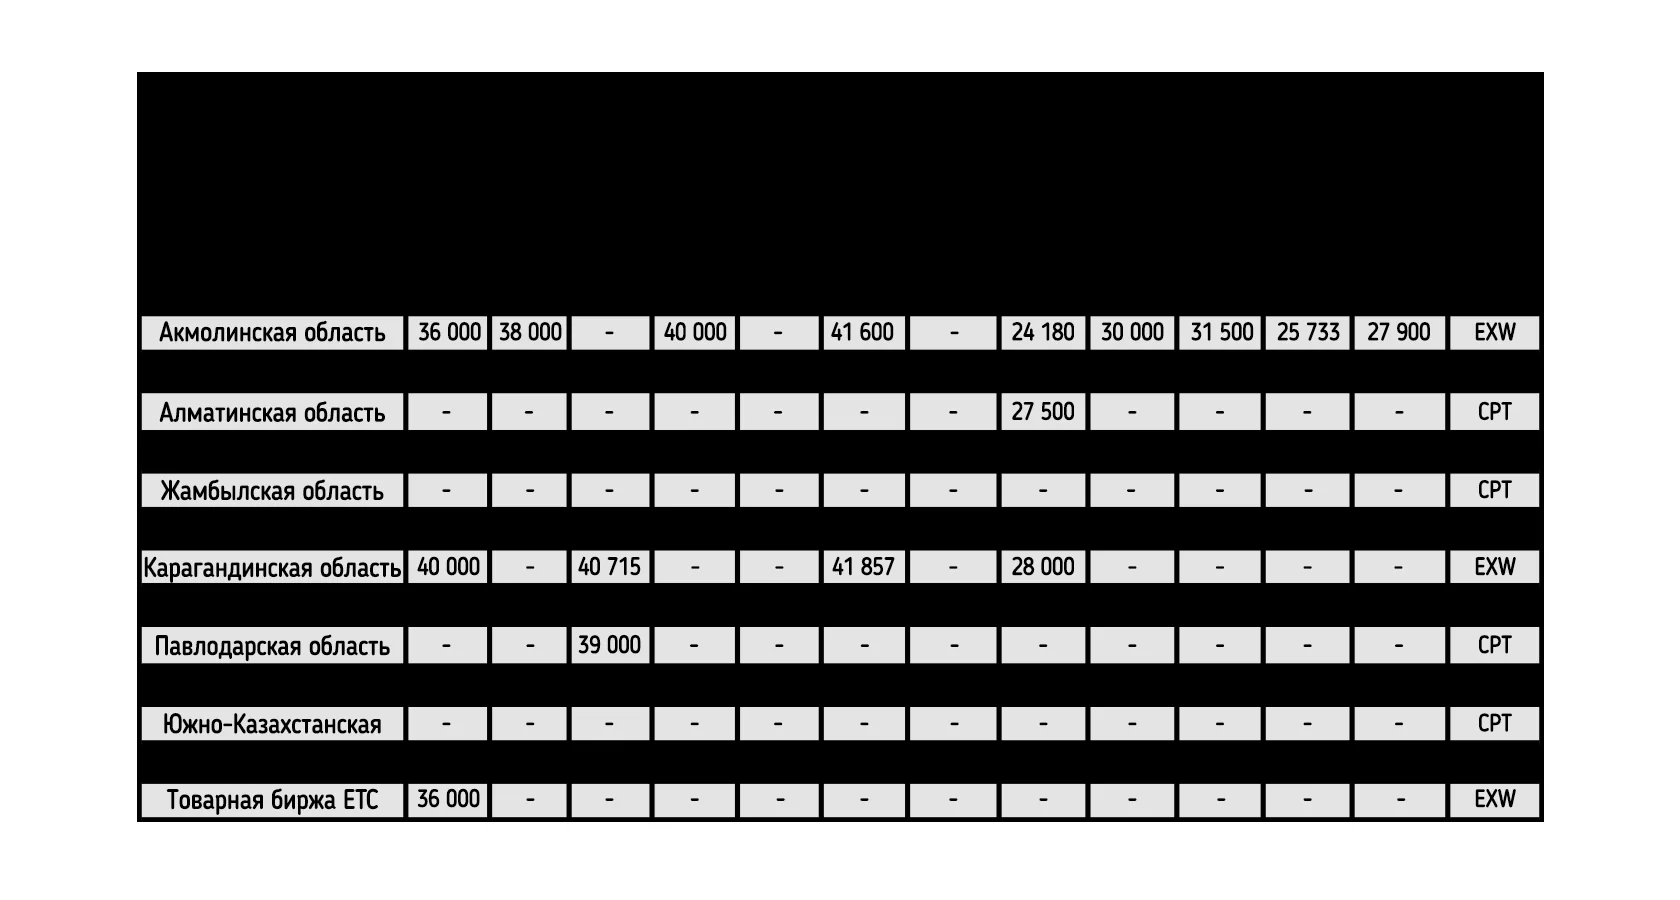 Акмолинская область 36 000 38 000 - 40 000 - 41 600 - 24 180 30 000 31 500 25 733 27 900 EXW
Алматинская область - - - - - - - 27 500 - - - - CPT
Жамбылская область - - - - - - - - - - - - CPT
Карагандинская область 40 000 - 40 715 - - 41 857 - 28 000 - - - - EXW
Павлодарская область - - 39 000 - - - - - - - - - CPT
Южно-Казахстанская - - - - - - - - - - - - CPT
Товарная биржа ЕТС 36 000 - - - - - - - - - - - EXW